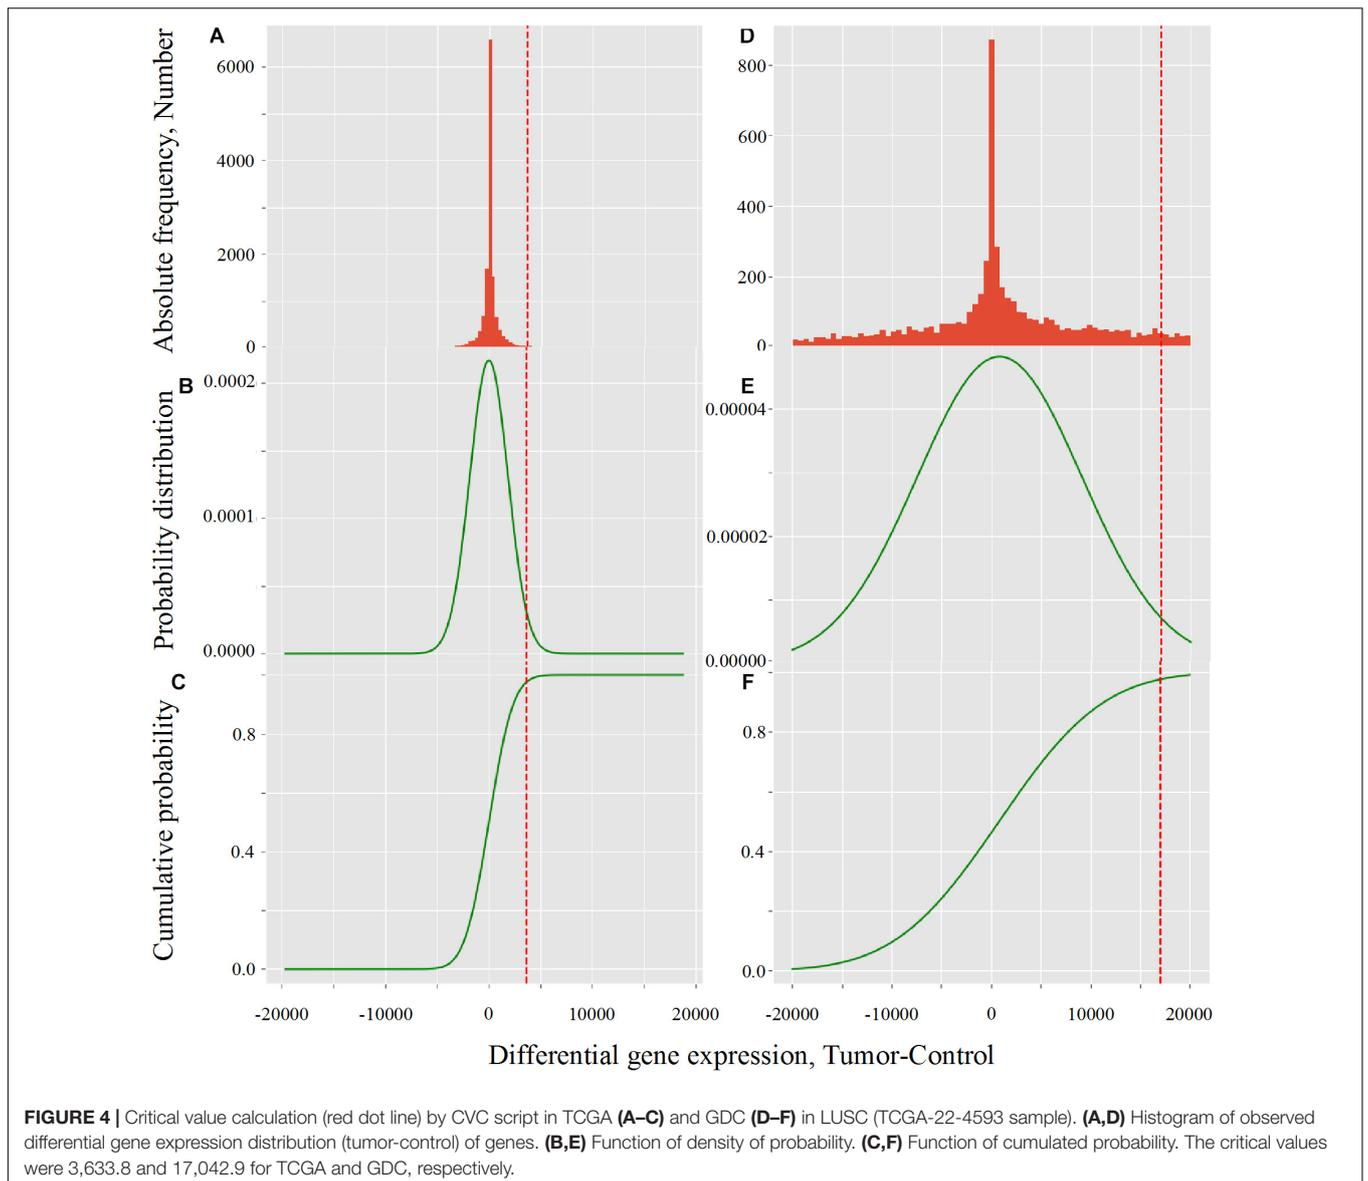 A
D
Absolute frequency, Number
6000
4000
2000
0
800
600
400
200
0
B
E
Probability distribution
0.0002
0.0001
0.0000
0.00004
0.00002
0.00000
C
F
Cumulative probability
0.8
0.4
0.0
0.8
0.4
0.0
-20000 -10000 0 10000 20000
-20000 -10000 0 10000 20000
Differential gene expression, Tumor-Control
FIGURE 4 | Critical value calculation (red dot line) by CVC script in TCGA (A–C) and GDC (D–F) in LUSC (TCGA-22-4593 sample). (A,D) Histogram of observed
differential gene expression distribution (tumor-control) of genes. (B,E) Function of density of probability. (C,F) Function of cumulated probability. The critical values
were 3,633.8 and 17,042.9 for TCGA and GDC, respectively.